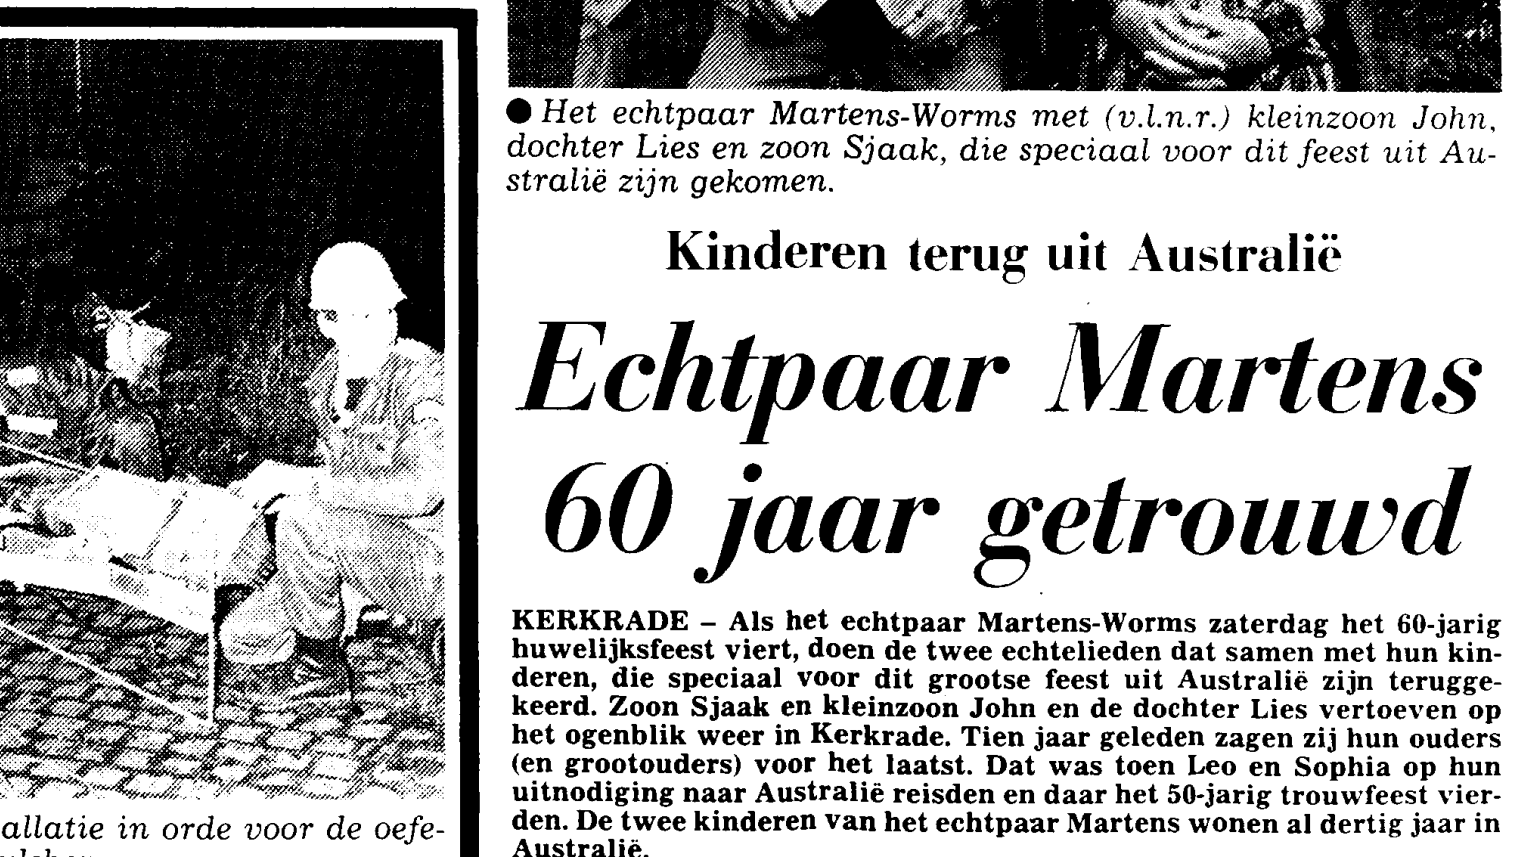 ● Het echtpaar Martens-Worms met (v.l.n.r.) kleinzoon John,
dochter Lies en zoon Sjaak, die speciaal voor dit feest uit Au-
stralië zijn gekomen.
Kinderen terug uit Australië
Echtpaar Martens
60 jaar getrouwd
KERKRADE – Als het echtpaar Martens-Worms zaterdag het 60-jarig
huwelijksfeest viert, doen de twee echtelieden dat samen met hun kin-
deren, die speciaal voor dit grootse feest uit Australië zijn terugge-
keerd. Zoon Sjaak en kleinzoon John en de dochter Lies vertoeven op
het ogenblik weer in Kerkrade. Tien jaar geleden zagen zij hun ouders
(en grootouders) voor het laatst. Dat was toen Leo en Sophia op hun
uitnodiging naar Australië reisden en daar het 50-jarig trouwfeest vier-
den. De twee kinderen van het echtpaar Martens wonen al dertig jaar in
Australië.
allatie in orde voor de oefe-